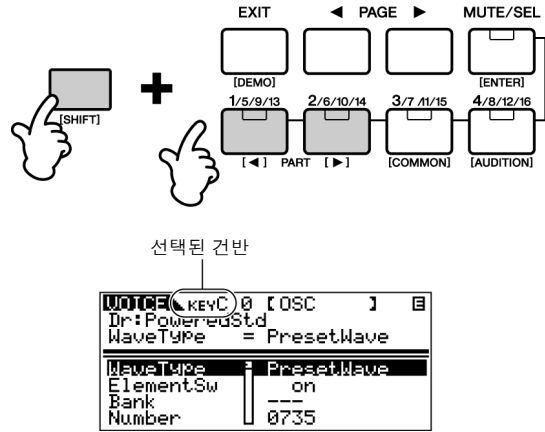 EXIT ◀ PAGE ▶ MUTE/SEL
[DEMO] [ENTER]
[SHIFT]
1/5/9/13 2/6/10/14 3/7 /11/15 4/8/12/16
[ ◀ ] PART [ ▶ ] [COMMON] [AUDITION]
선택된 건반
VOICE KEYC 0 [OSC ] E
Dr:PoweredStd
WaveType = PresetWave
WaveType PresetWave
ElementSw on
Bank ---
Number 0735